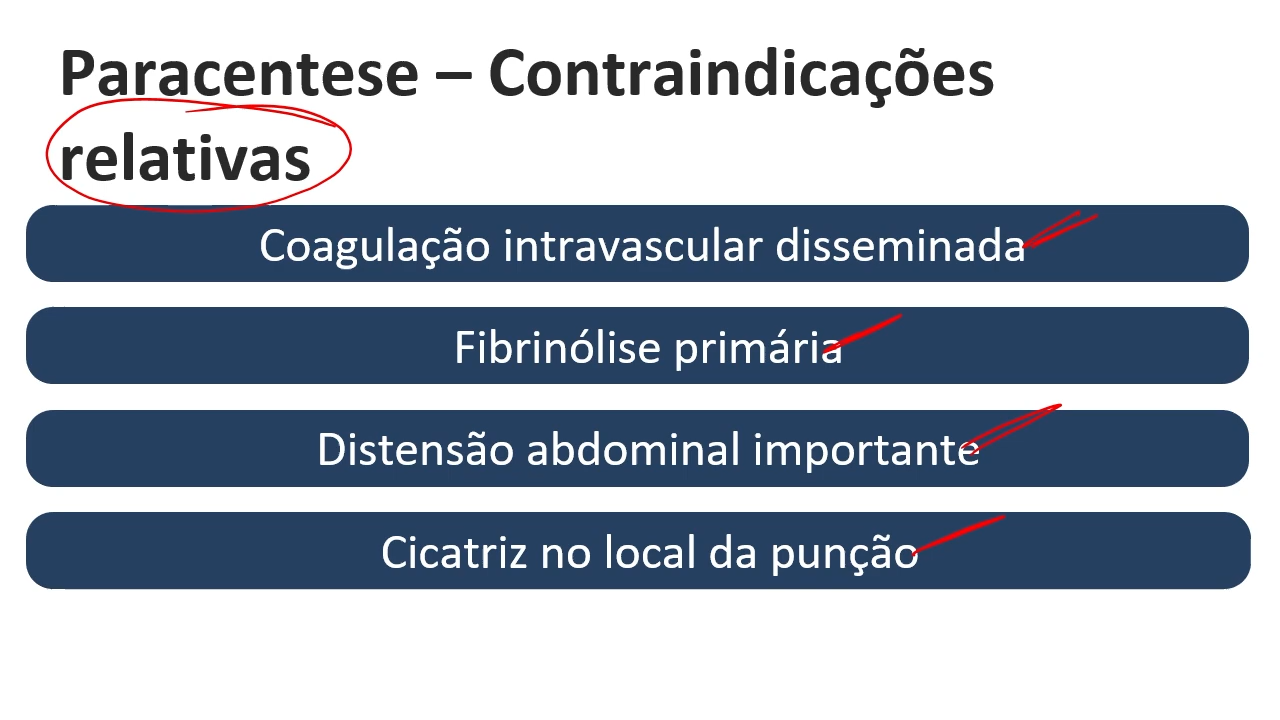 Paracentese – Contraindicações
relativas
Coagulação intravascular disseminada
Fibrinólise primária
Distensão abdominal importante
Cicatriz no local da punção